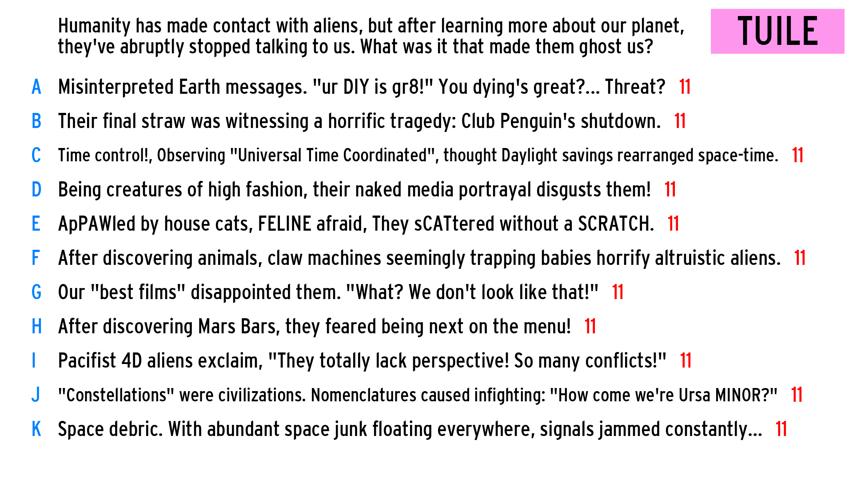 Humanity has made contact with aliens, but after learning more about our planet,
they've abruptly stopped talking to us. What was it that made them ghost us?
TUILE
A Misinterpreted Earth messages. "ur DIY is gr8!" You dying's great?... Threat? 11
B Their final straw was witnessing a horrific tragedy: Club Penguin's shutdown. 11
C Time control!, Observing "Universal Time Coordinated", thought Daylight savings rearranged space-time. 11
D Being creatures of high fashion, their naked media portrayal disgusts them! 11
E ApPAWled by house cats, FELINE afraid, They sCATtered without a SCRATCH. 11
F After discovering animals, claw machines seemingly trapping babies horrify altruistic aliens. 11
G Our "best films" disappointed them. "What? We don't look like that!" 11
H After discovering Mars Bars, they feared being next on the menu! 11
I Pacifist 4D aliens exclaim, "They totally lack perspective! So many conflicts!" 11
J "Constellations" were civilizations. Nomenclatures caused infighting: "How come we're Ursa MINOR?" 11
K Space debric. With abundant space junk floating everywhere, signals jammed constantly... 11